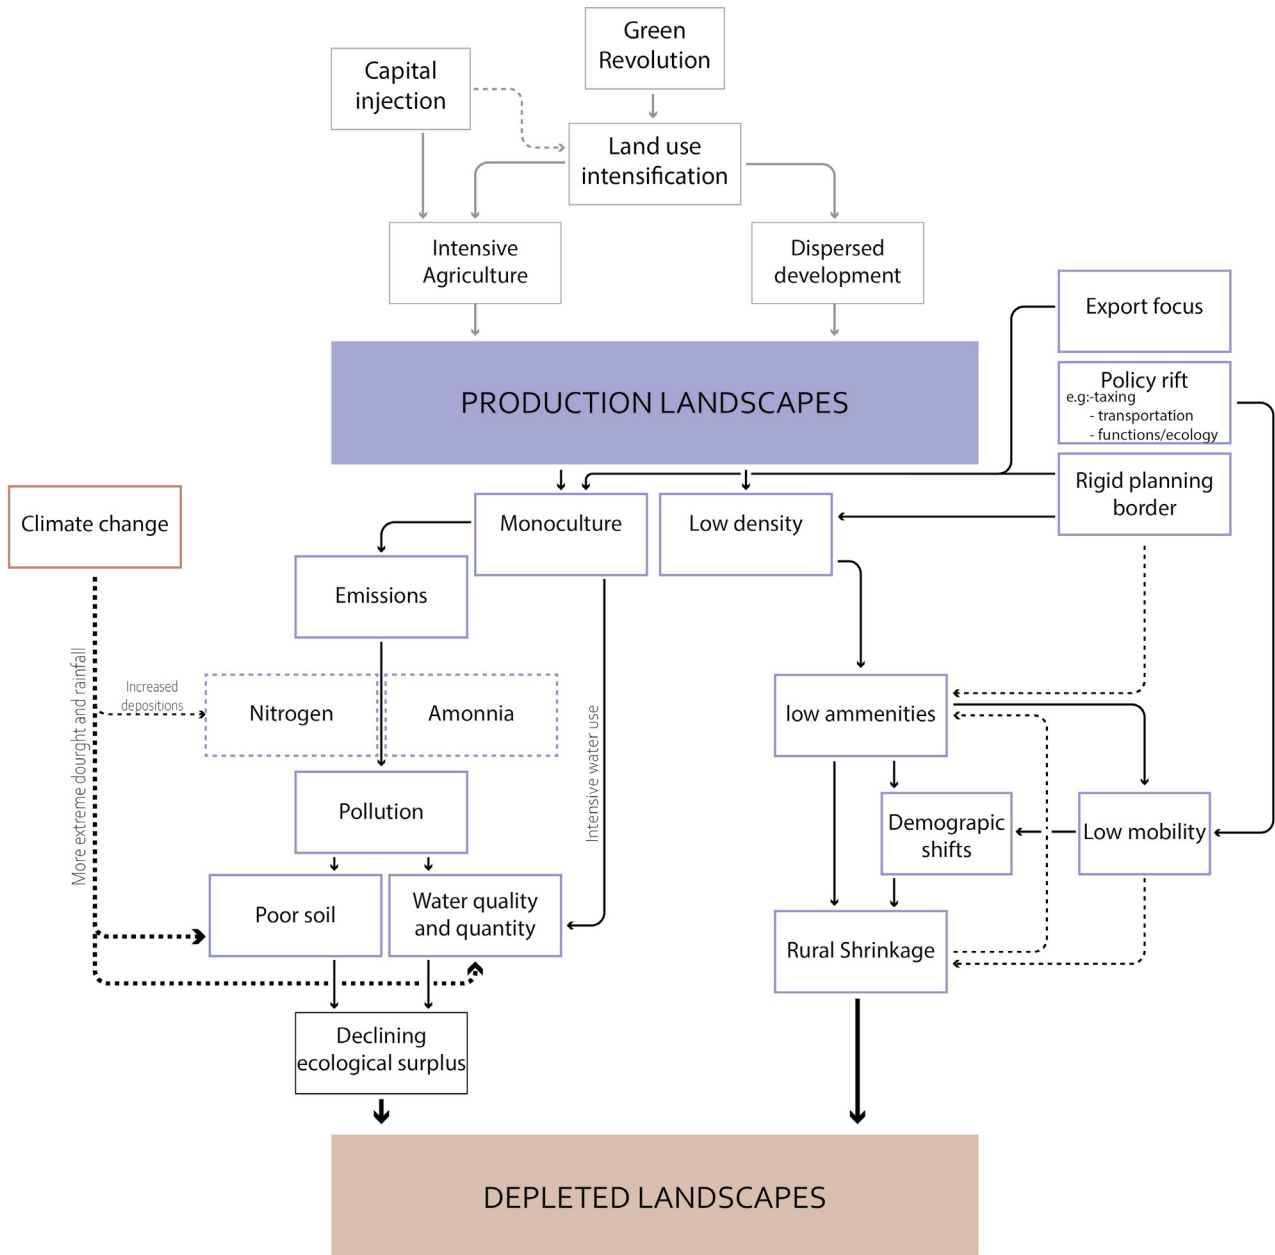 Green
Revolution
Capital
injection
Land use
intensification
Intensive
Agriculture
Dispersed
development
Export focus
Policy rift
e.g:-taxing
- transportation
- functions/ecology
PRODUCTION LANDSCAPES
Rigid planning
border
Climate change
Monoculture
Low density
Emissions
More extreme dourght and rainfall
Increased
depositions
Nitrogen
Amonnia
Intensive water use
low ammenities
Pollution
Demograpic
shifts
Low mobility
Poor soil
Water quality
and quantity
Rural Shrinkage
Declining
ecological surplus
DEPLETED LANDSCAPES